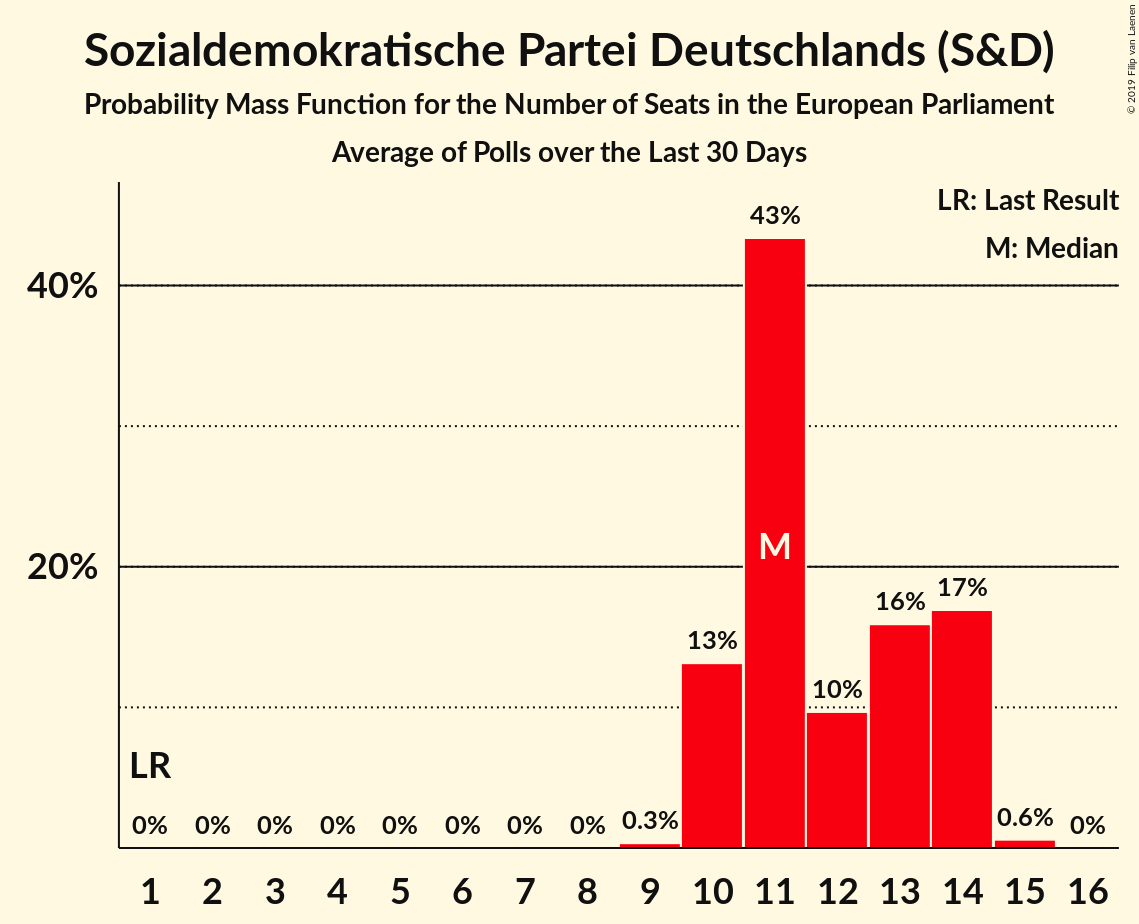 Sozialdemokratische Partei Deutschlands (S&D)
Probability Mass Function for the Number of Seats in the European Parliament
Average of Polls over the Last 30 Days
© 2019 Filip van Laenen
LR: Last Result
M: Median
43%
40%
M
20%
17%
16%
13%
10%
LR
0% 0% 0% 0% 0% 0% 0% 0% 0.3% 0.6% 0%
1 2 3 4 5 6 7 8 9 10 11 12 13 14 15 16